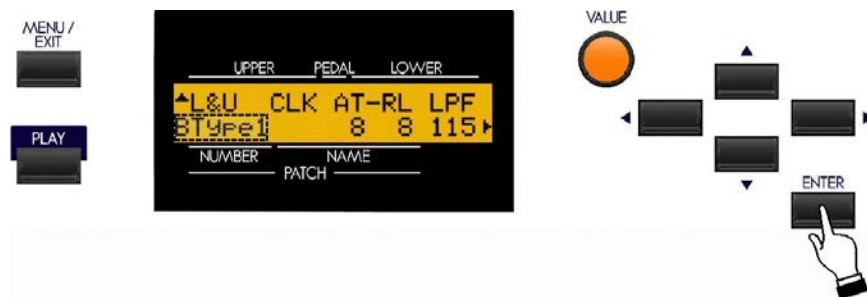 MENU /
EXIT
VALUE
UPPER PEDAL LOWER
L&U CLK AT-RL LPF
BType1 8 8 115
PLAY
NUMBER NAME
PATCH
ENTER